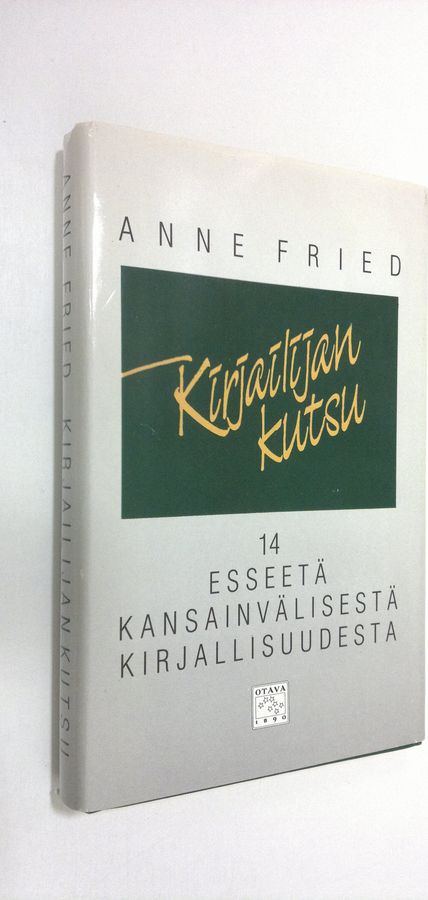 ANNE FRIED
Kirjailijan
kutsu
14
ESSEETÄ
KANSAINVÄLISESTÄ
KIRJALLISUUDESTA
OTAVA
1890
ANNE FRIED KIRJAILIJAN KUTSU